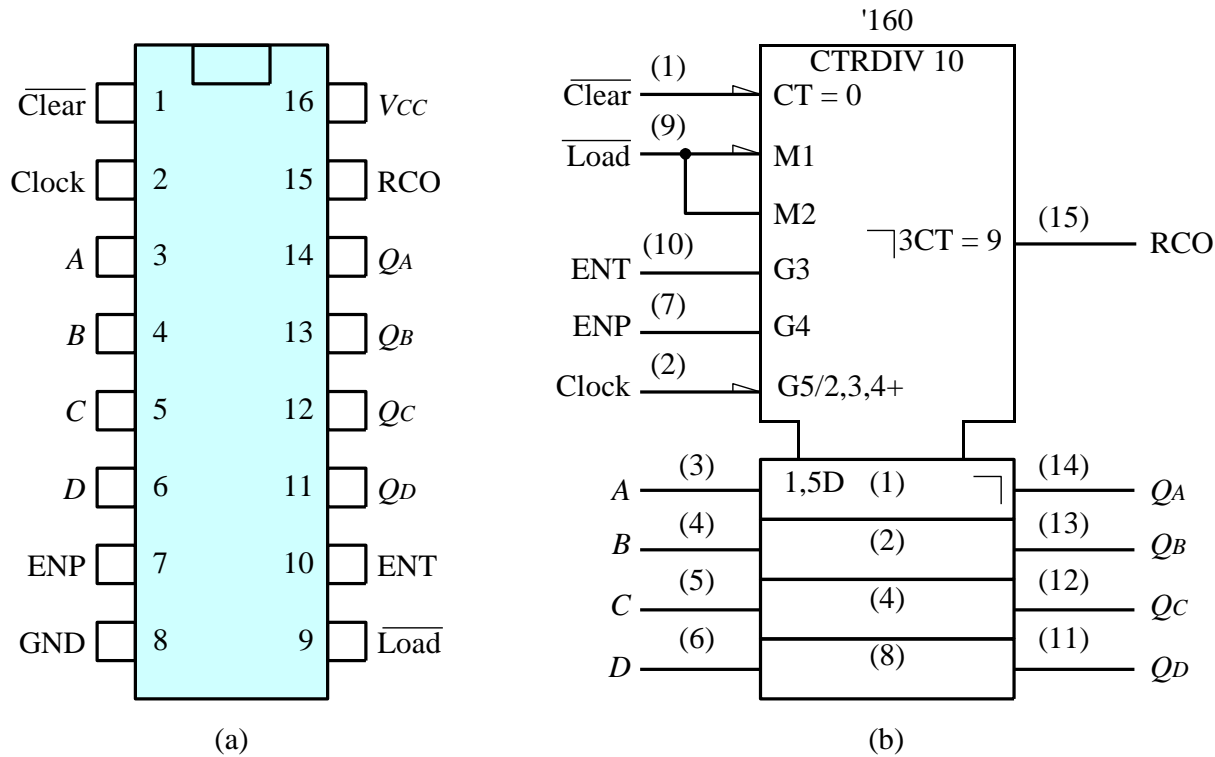 Clear 1 16 VCC
Clock 2 15 RCO
A 3 14 QA
B 4 13 QB
C 5 12 QC
D 6 11 QD
ENP 7 10 ENT
GND 8 9 Load
(a)
'160
CTRDIV 10
(1)
Clear CT = 0
(9)
Load M1
M2
3CT = 9 (15) RCO
(10)
ENT G3
(7)
ENP G4
(2)
Clock G5/2,3,4+
(3) (14)
A 1,5D (1) QA
(4) (13)
B (2) QB
(5) (12)
C (4) QC
(6) (11)
D (8) QD
(b)